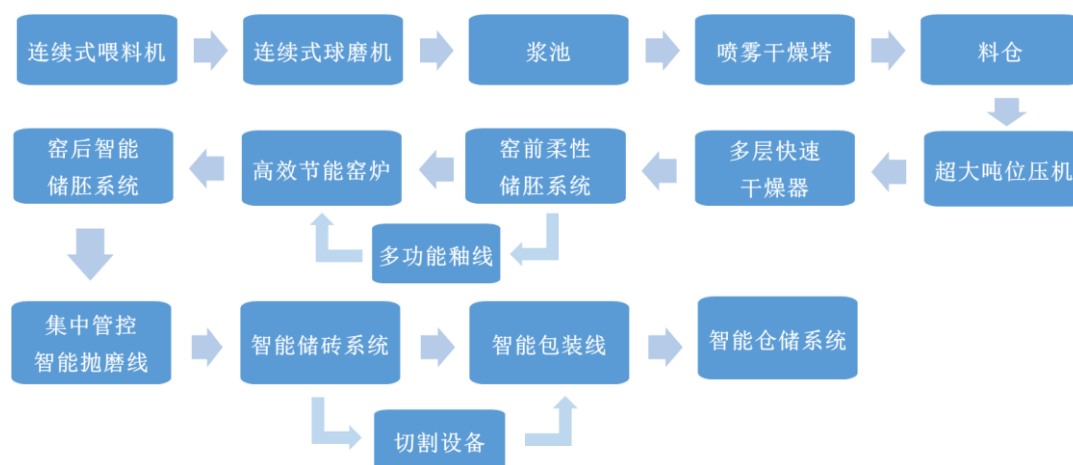 连续式喂料机
连续式球磨机
浆池
喷雾干燥塔
料仓
窑后智能
储胚系统
高效节能窑炉
窑前柔性
储胚系统
多层快速
干燥器
超大吨位压机
多功能釉线
集中管控
智能抛磨线
智能储砖系统
智能包装线
智能仓储系统
切割设备